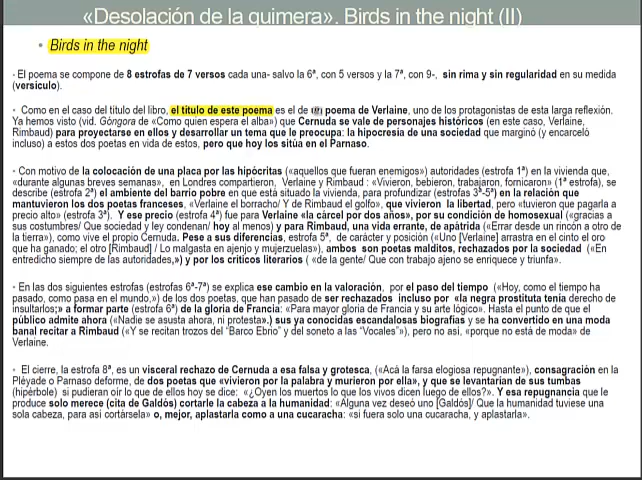 «Desolación de la quimera». Birds in the night (II)
• Birds in the night
- El poema se compone de 8 estrofas de 7 versos cada una- salvo la 6ª, con 5 versos y la 7ª, con 9-, sin rima y sin regularidad en su medida
(versículo).
- Como en el caso del título del libro, el título de este poema es el de un poema de Verlaine, uno de los protagonistas de esta larga reflexión.
Ya hemos visto (vid. Góngora de «Como quien espera el alba») que Cernuda se vale de personajes históricos (en este caso, Verlaine,
Rimbaud) para proyectarse en ellos y desarrollar un tema que le preocupa: la hipocresía de una sociedad que marginó (y encarceló
incluso) a estos dos poetas en vida de estos, pero que hoy los sitúa en el Parnaso.
- Con motivo de la colocación de una placa por las hipócritas («aquellos que fueran enemigos») autoridades (estrofa 1ª) en la vivienda que,
«durante algunas breves semanas», en Londres compartieron, Verlaine y Rimbaud : «Vivieron, bebieron, trabajaron, fornicaron» (1ª estrofa), se
describe (estrofa 2ª) el ambiente del barrio pobre en que está situada la vivienda, para profundizar (estrofas 3ª-5ª) en la relación que
mantuvieron los dos poetas franceses, «Verlaine el borracho/ Y de Rimbaud el golfo», que vivieron la libertad, pero «tuvieron que pagarla a
precio alto» (estrofa 3ª). Y ese precio (estrofa 4ª) fue para Verlaine «la cárcel por dos años», por su condición de homosexual («gracias a
sus costumbres/ Que sociedad y ley condenan/ hoy al menos) y para Rimbaud, una vida errante, de apátrida («Errar desde un rincón a otro de
la tierra»), como vive el propio Cernuda. Pese a sus diferencias, estrofa 5ª, de carácter y posición («Uno [Verlaine] arrastra en el cinto el oro
que ha ganado; el otro [Rimbaud] / Lo malgasta en ajenjo y mujerzuelas»), ambos son poetas malditos, rechazados por la sociedad («En
entredicho siempre de las autoridades,») y por los críticos literarios ( «de la gente/ Que con trabajo ajeno se enriquece y triunfa».
- En las dos siguientes estrofas (estrofas 6ª-7ª) se explica ese cambio en la valoración, por el paso del tiempo («Hoy, como el tiempo ha
pasado, como pasa en el mundo,») de los dos poetas, que han pasado de ser rechazados incluso por «la negra prostituta tenía derecho de
insultarlos;» a formar parte (estrofa 6ª) de la gloria de Francia: «Para mayor gloria de Francia y su arte lógico». Hasta el punto de que el
público admite ahora («Nadie se asusta ahora, ni protesta».) sus ya conocidas escandalosas biografías y se ha convertido en una moda
banal recitar a Rimbaud («Y se recitan trozos del "Barco Ebrio" y del soneto a las "Vocales"»), pero no así, «porque no está de moda» de
Verlaine.
- El cierre, la estrofa 8ª, es un visceral rechazo de Cernuda a esa falsa y grotesca, («Acá la farsa elogiosa repugnante»), consagración en la
Pléyade o Parnaso deforme, de dos poetas que «vivieron por la palabra y murieron por ella», y que se levantarían de sus tumbas
(hipérbole) si pudieran oír lo que de ellos hoy se dice: «¿Oyen los muertos lo que los vivos dicen luego de ellos?». Y esa repugnancia que le
produce solo merece (cita de Galdós) cortarle la cabeza a la humanidad: «Alguna vez deseó uno [Galdós]/ Que la humanidad tuviese una
sola cabeza, para así cortársela» o, mejor, aplastarla como a una cucaracha: «si fuera solo una cucaracha, y aplastarla».